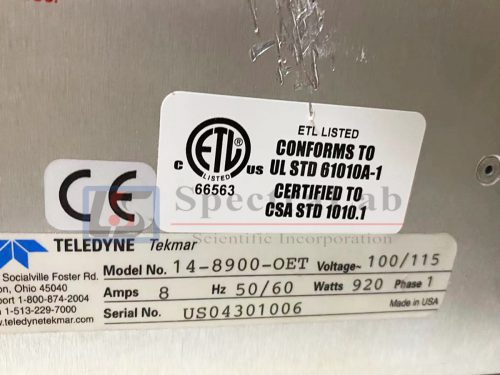 ETL LISTED
CONFORMS TO
UL STD 61010A-1
CERTIFIED TO
CSA STD 1010.1
C ETL US
LISTED
66563
CE
Spectra Lab
Scientific Incorporation
TELEDYNE Tekmar
Socialville Foster Rd.
Ohio 45040
1-800-874-2004
1-513-229-7000
www.teledynetekmar.com
Model No. 14-8900-OET Voltage~ 100/115
Amps 8 Hz 50/60 Watts 920 Phase 1
Serial No. US04301006 Made in USA